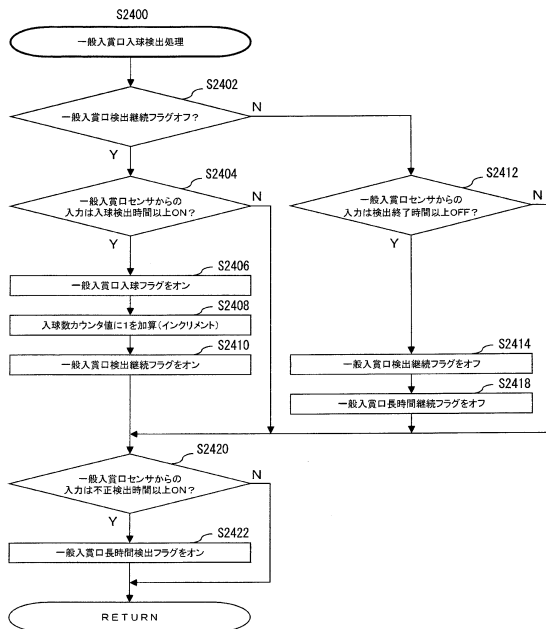 S2400
一般入賞口入球検出処理
S2402
一般入賞口検出継続フラグオフ?
N
Y
S2404
一般入賞口センサからの
入力は入球検出時間以上ON?
N
Y
S2412
一般入賞口センサからの
入力は検出終了時間以上OFF?
N
Y
S2406
一般入賞口入球フラグをオン
S2408
入球数カウンタ値に1を加算(インクリメント)
S2410
一般入賞口検出継続フラグをオン
S2414
一般入賞口検出継続フラグをオフ
S2418
一般入賞口長時間継続フラグをオフ
S2420
一般入賞口センサからの
入力は不正検出時間以上ON?
N
Y
S2422
一般入賞口長時間検出フラグをオン
RETURN